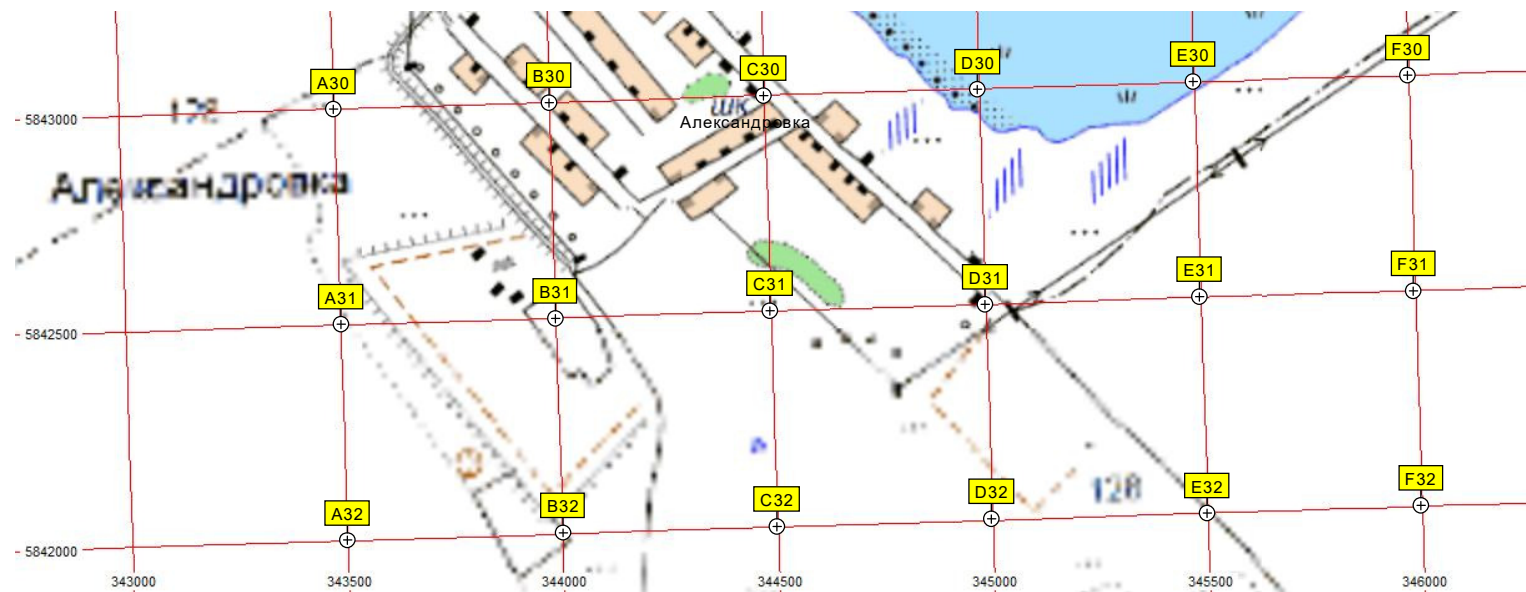 A30 B30 C30 D30 E30 F30
5843000
128
шк
Александровка
Александровка
A31 B31 C31 D31 E31 F31
5842500
A32 B32 C32 D32 E32 F32
128
5842000
343000 343500 344000 344500 345000 345500 346000